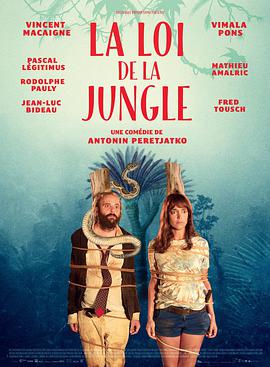 VINCENT
MACAIGNE
PASCAL
LÉGITIMUS
RODOLPHE
PAULY
JEAN-LUC
BIDEAU
LA LOI
DE LA
JUNGLE
UNE COMÉDIE DE
ANTONIN PERETJATKO
VIMALA
PONS
MATHIEU
AMALRIC
FRED
TOUSCH